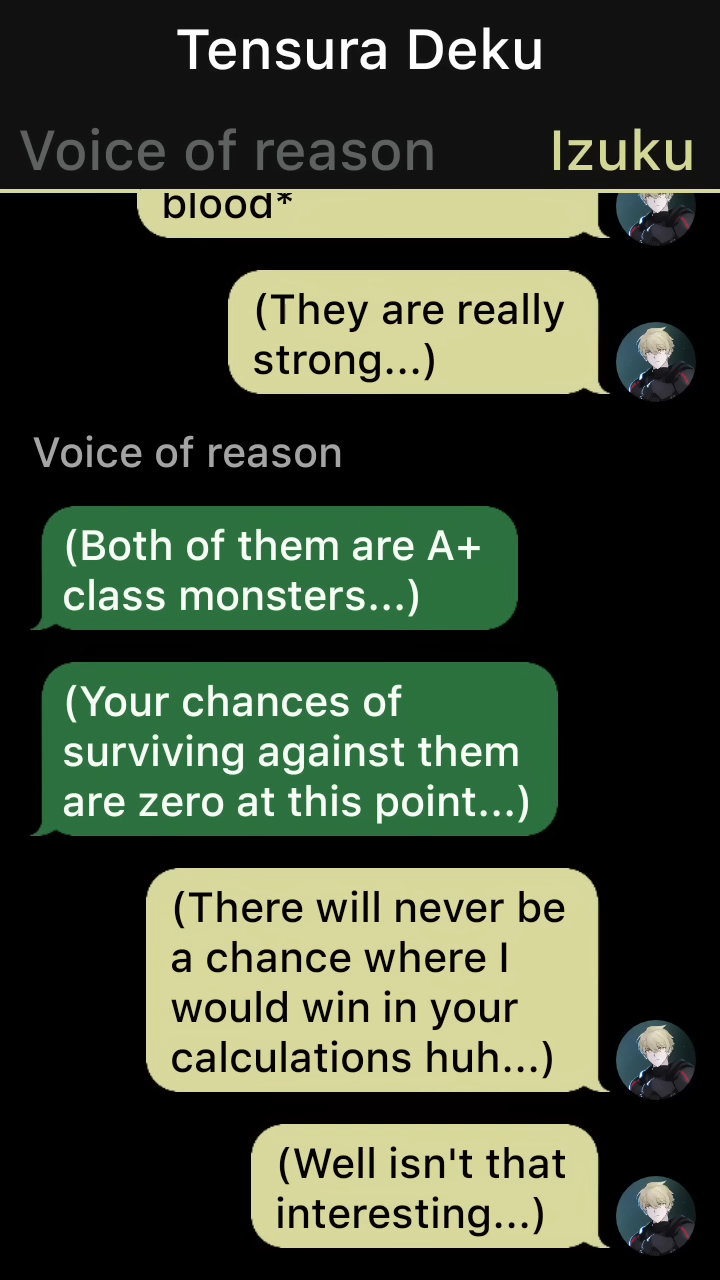 Tensura Deku
Voice of reason
Izuku
blood*
(They are really
strong...)
Voice of reason
(Both of them are A+
class monsters...)
(Your chances of
surviving against them
are zero at this point...)
(There will never be
a chance where I
would win in your
calculations huh...)
(Well isn't that
interesting...)